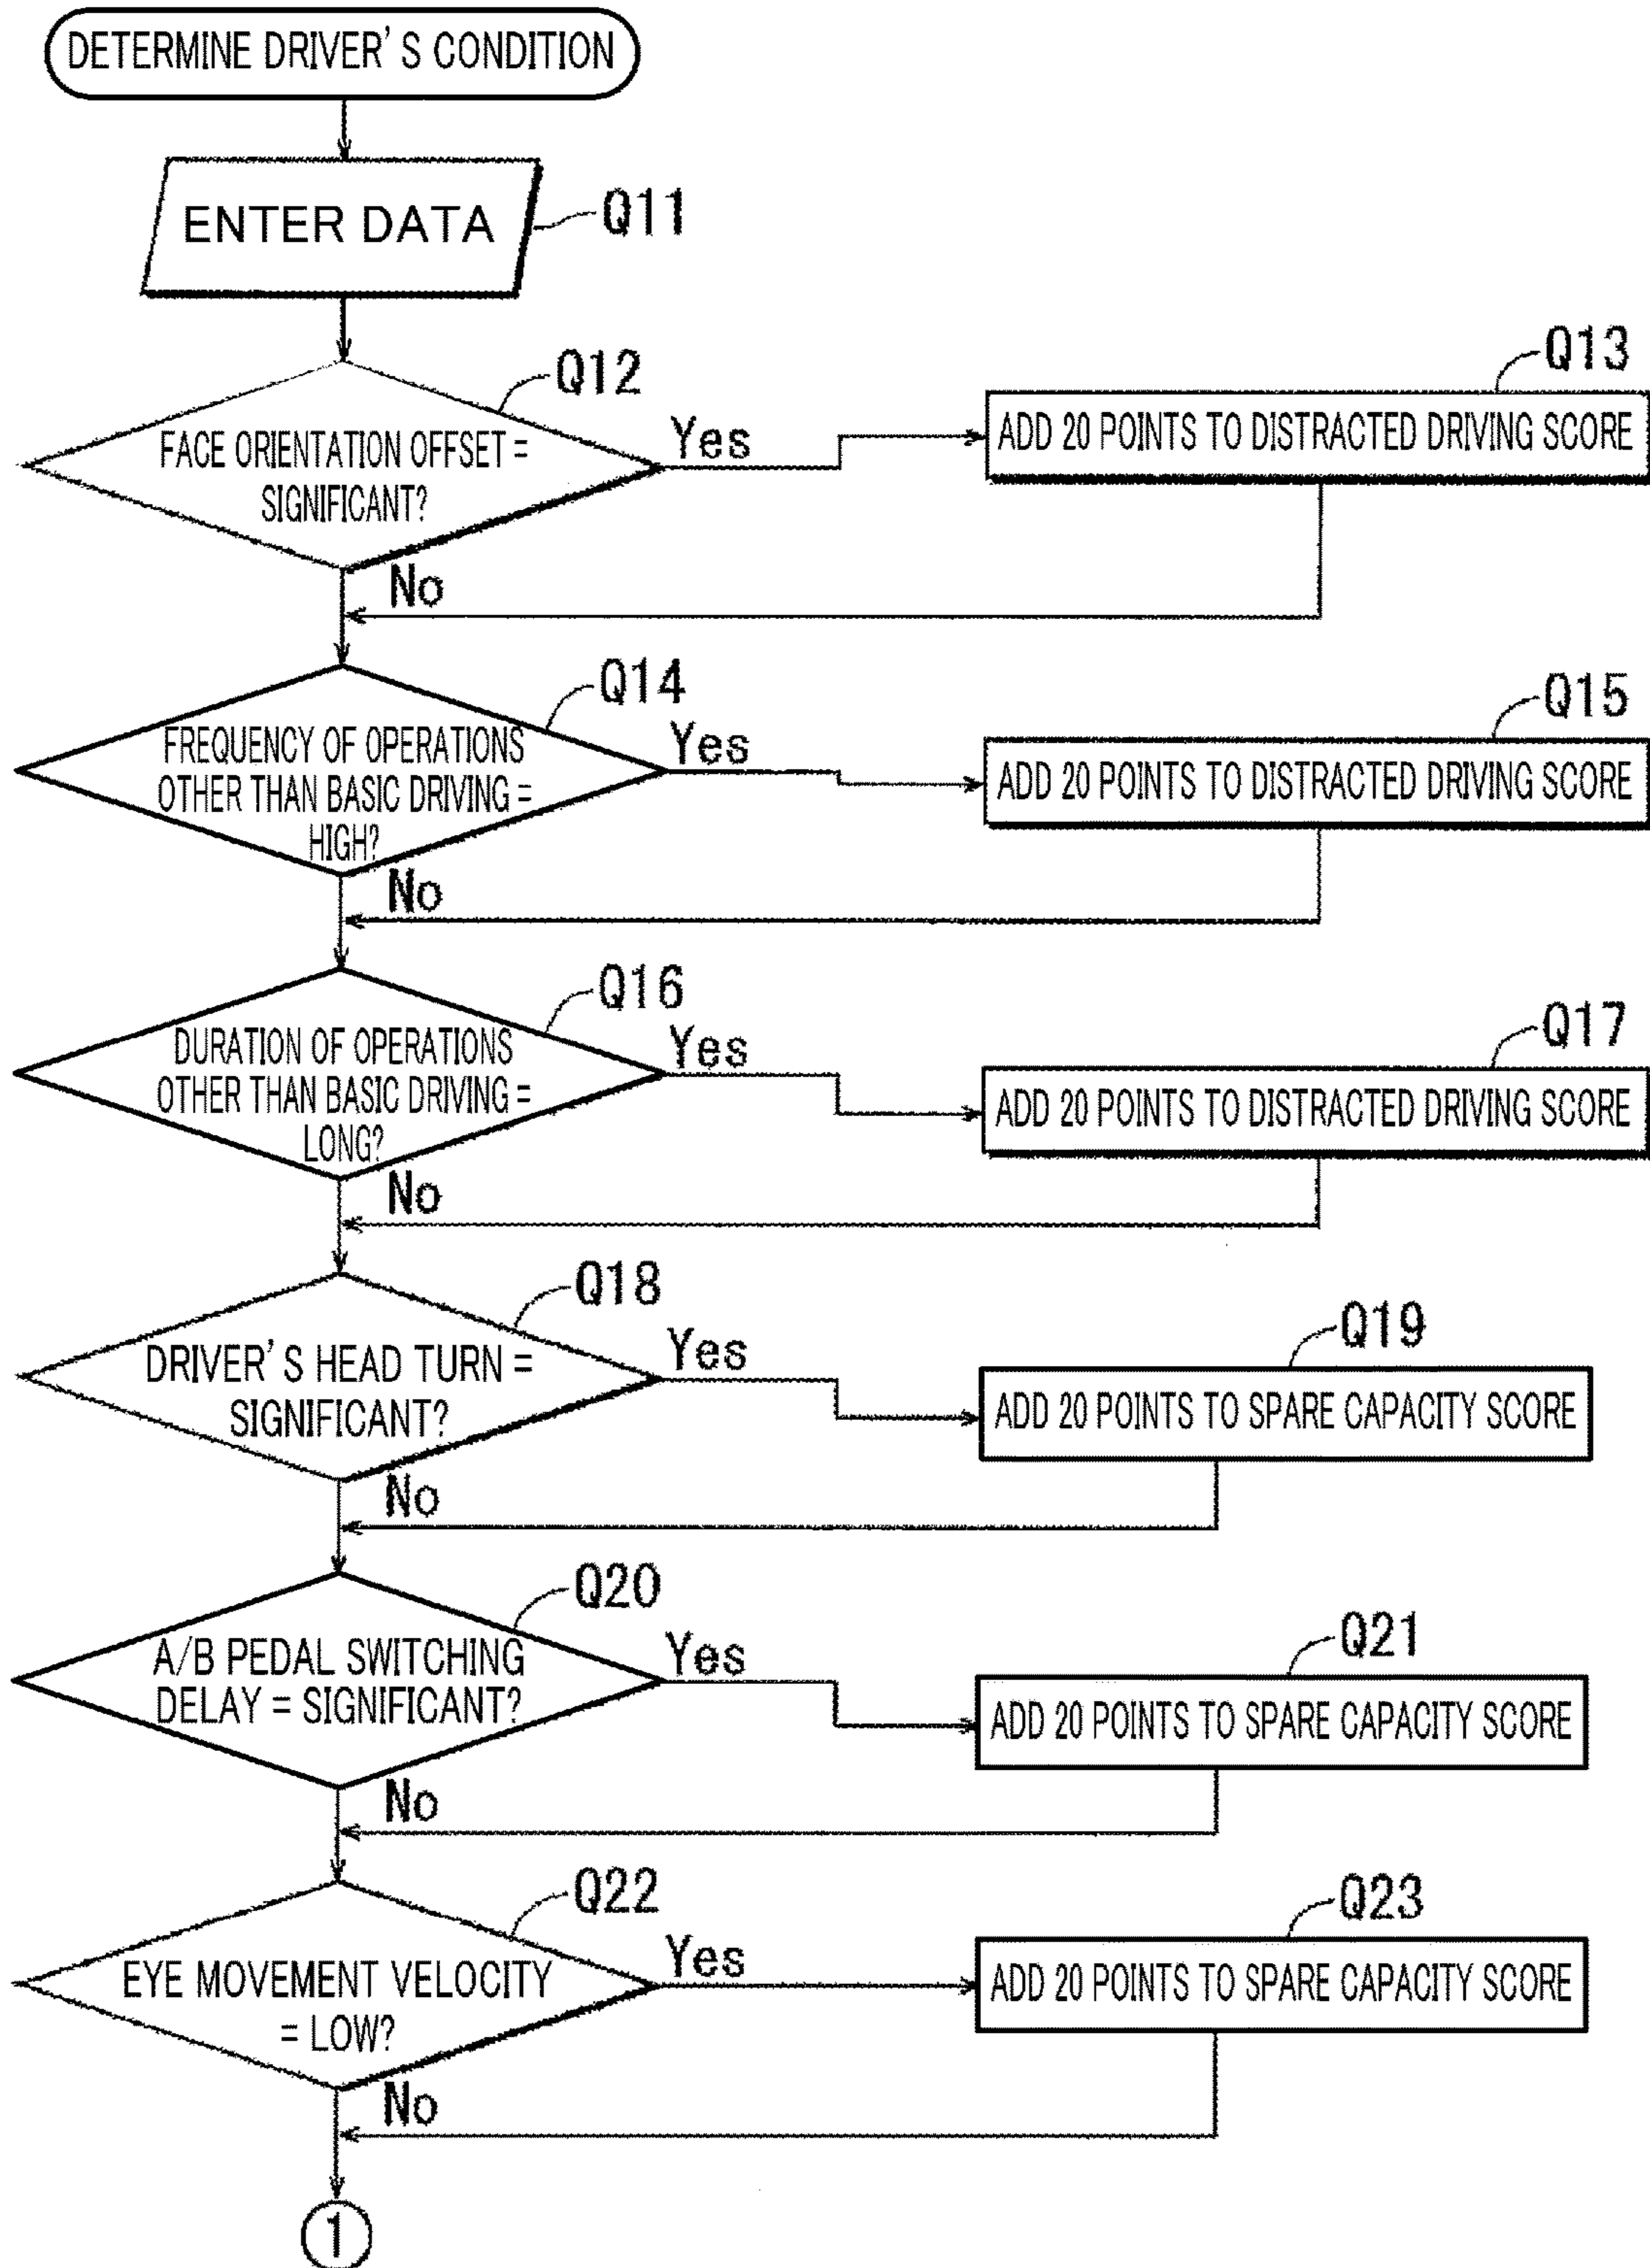 DETERMINE DRIVER'S CONDITION
ENTER DATA
Q11
Q12
FACE ORIENTATION OFFSET =
SIGNIFICANT?
Yes
No
Q13
ADD 20 POINTS TO DISTRACTED DRIVING SCORE
Q14
FREQUENCY OF OPERATIONS
OTHER THAN BASIC DRIVING =
HIGH?
Yes
No
Q15
ADD 20 POINTS TO DISTRACTED DRIVING SCORE
Q16
DURATION OF OPERATIONS
OTHER THAN BASIC DRIVING =
LONG?
Yes
No
Q17
ADD 20 POINTS TO DISTRACTED DRIVING SCORE
Q18
DRIVER'S HEAD TURN =
SIGNIFICANT?
Yes
No
Q19
ADD 20 POINTS TO SPARE CAPACITY SCORE
Q20
A/B PEDAL SWITCHING
DELAY = SIGNIFICANT?
Yes
No
Q21
ADD 20 POINTS TO SPARE CAPACITY SCORE
Q22
EYE MOVEMENT VELOCITY
= LOW?
Yes
No
Q23
ADD 20 POINTS TO SPARE CAPACITY SCORE
1